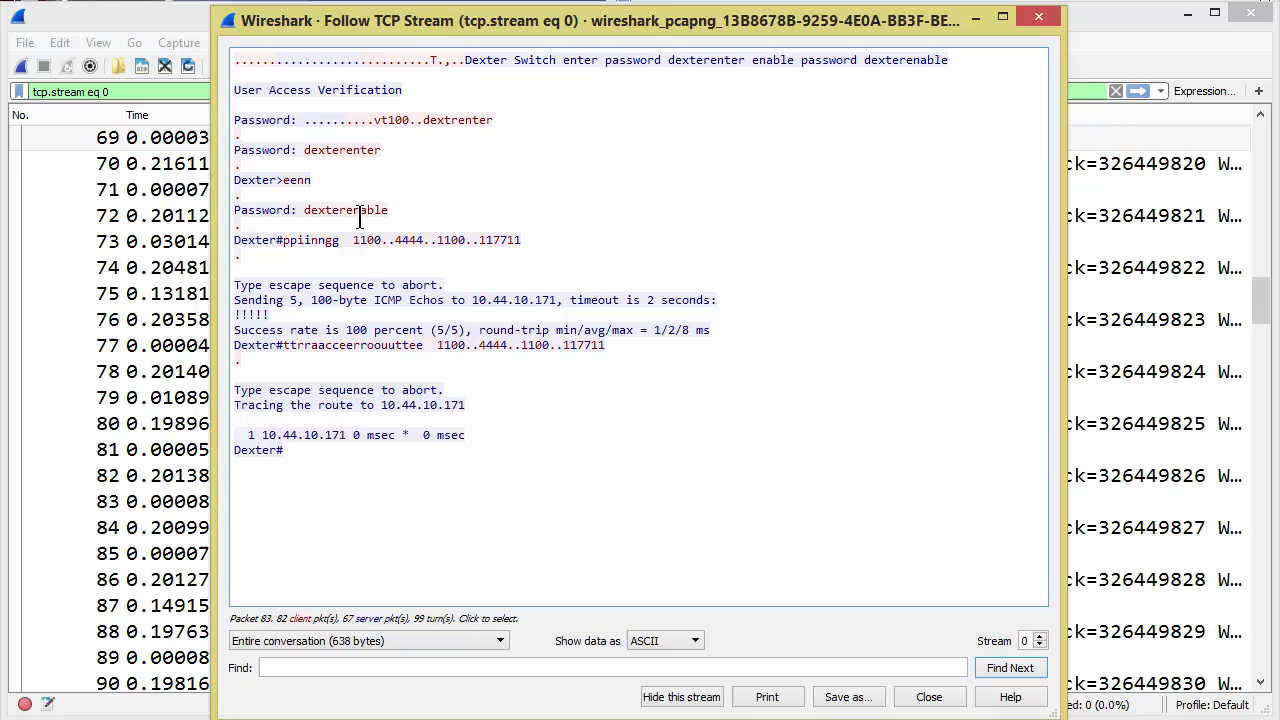 Wireshark · Follow TCP Stream (tcp.stream eq 0) · wireshark_pcapng_13B8678B-9259-4E0A-BB3F-BE...
File Edit View Go Capture
tcp.stream eq 0
Expression... +
No. Time
69 0.00003
70 0.21611
71 0.00007
72 0.20112
73 0.03014
74 0.20481
75 0.13181
76 0.20358
77 0.00006
78 0.20140
79 0.01089
80 0.19896
81 0.00005
82 0.20138
83 0.00008
84 0.20099
85 0.00007
86 0.20127
87 0.14915
88 0.19763
89 0.00008
90 0.19816
..............................T.,..Dexter Switch enter password dexterenter enable password dexterenable
User Access Verification
Password: ..........vt100..dextrenter
.
Password: dexterenter
.
Dexter>eenn
.
Password: dexterenable
.
Dexter#ppiinngg  1100..4444..1100..117711
.
Type escape sequence to abort.
Sending 5, 100-byte ICMP Echos to 10.44.10.171, timeout is 2 seconds:
!!!!!
Success rate is 100 percent (5/5), round-trip min/avg/max = 1/2/8 ms
Dexter#ttrraacceerroouuttee  1100..4444..1100..117711
.
Type escape sequence to abort.
Tracing the route to 10.44.10.171
1 10.44.10.171 0 msec *  0 msec
Dexter#
ck=326449820 W...
ck=326449821 W...
ck=326449822 W...
ck=326449823 W...
ck=326449824 W...
ck=326449825 W...
ck=326449826 W...
ck=326449827 W...
ck=326449828 W...
ck=326449829 W...
ck=326449830 W...
Packet 83. 82 client pkt(s), 67 server pkt(s), 99 turn(s). Click to select.
Entire conversation (638 bytes) Show data as ASCII Stream 0
Find: Find Next
Hide this stream Print Save as... Close Help
ed: 0 (0.0%) Profile: Default